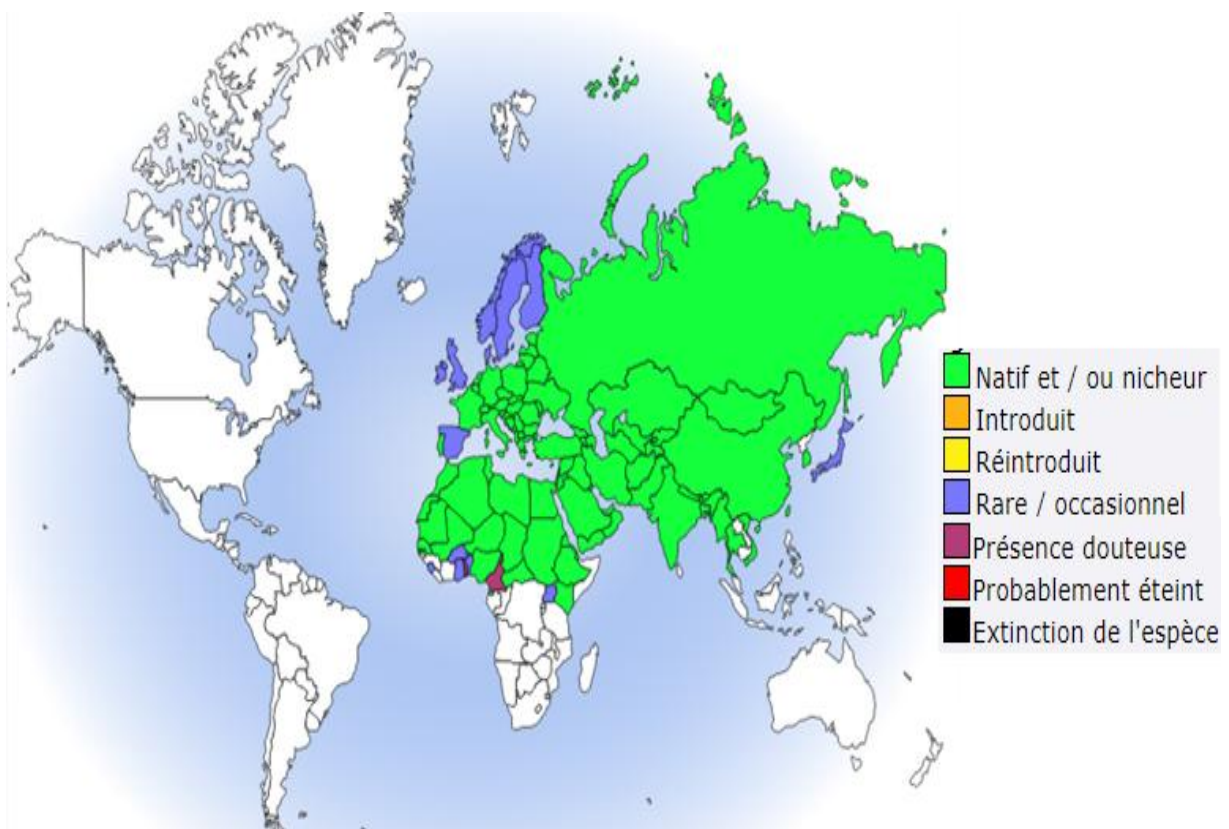 Natif et / ou nicheur
Introduit
Réintroduit
Rare / occasionnel
Présence douteuse
Probablement éteint
Extinction de l'espèce